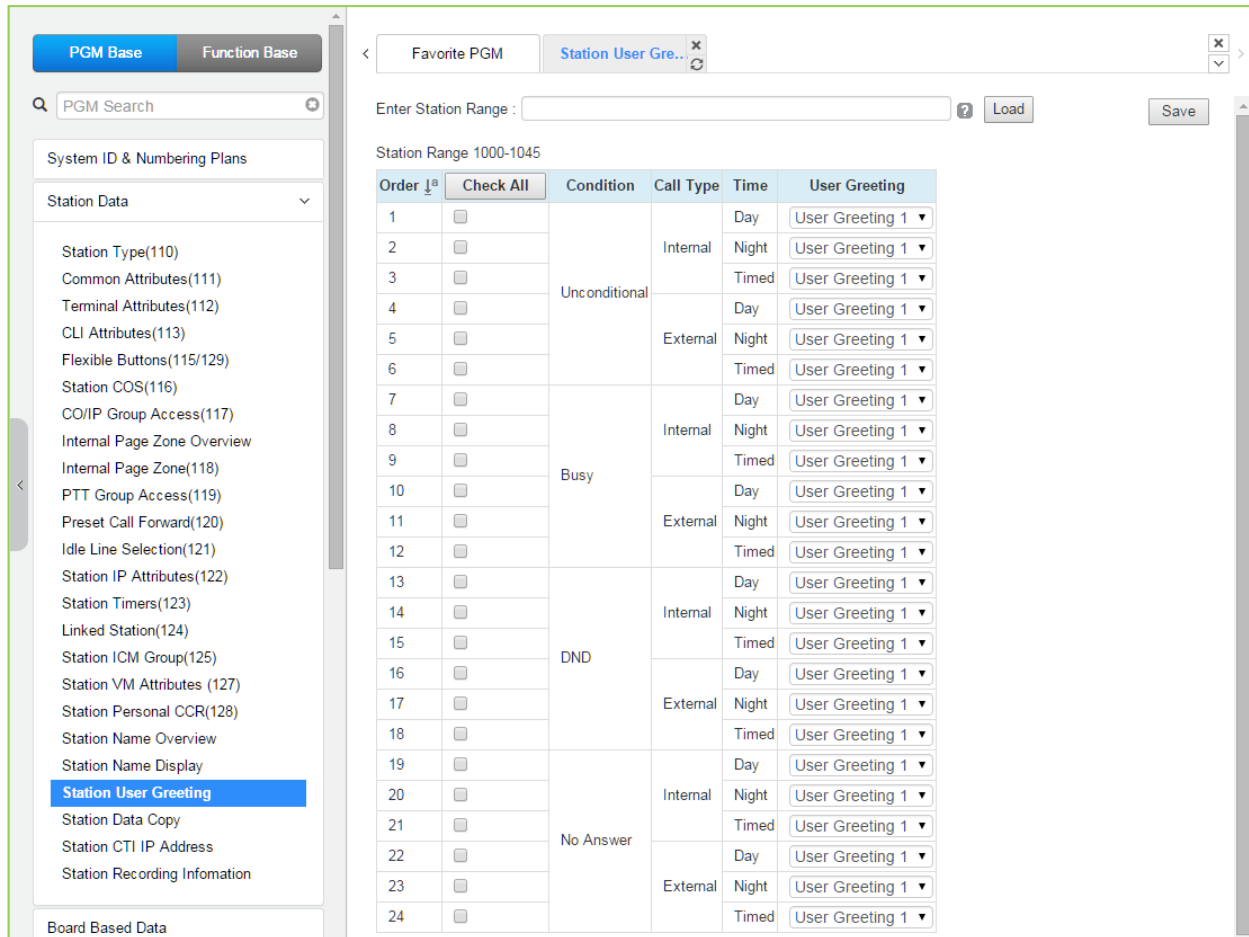 PGM Base Function Base
PGM Search
System ID & Numbering Plans
Station Data
Station Type(110)
Common Attributes(111)
Terminal Attributes(112)
CLI Attributes(113)
Flexible Buttons(115/129)
Station COS(116)
CO/IP Group Access(117)
Internal Page Zone Overview
Internal Page Zone(118)
PTT Group Access(119)
Preset Call Forward(120)
Idle Line Selection(121)
Station IP Attributes(122)
Station Timers(123)
Linked Station(124)
Station ICM Group(125)
Station VM Attributes (127)
Station Personal CCR(128)
Station Name Overview
Station Name Display
Station User Greeting
Station Data Copy
Station CTI IP Address
Station Recording Infomation
Board Based Data
Favorite PGM Station User Gre...
Enter Station Range : Load Save
Station Range 1000-1045
Order Check All Condition Call Type Time User Greeting
1 Unconditional Internal Day User Greeting 1
2 Night User Greeting 1
3 Timed User Greeting 1
4 External Day User Greeting 1
5 Night User Greeting 1
6 Timed User Greeting 1
7 Busy Internal Day User Greeting 1
8 Night User Greeting 1
9 Timed User Greeting 1
10 External Day User Greeting 1
11 Night User Greeting 1
12 Timed User Greeting 1
13 DND Internal Day User Greeting 1
14 Night User Greeting 1
15 Timed User Greeting 1
16 External Day User Greeting 1
17 Night User Greeting 1
18 Timed User Greeting 1
19 No Answer Internal Day User Greeting 1
20 Night User Greeting 1
21 Timed User Greeting 1
22 External Day User Greeting 1
23 Night User Greeting 1
24 Timed User Greeting 1